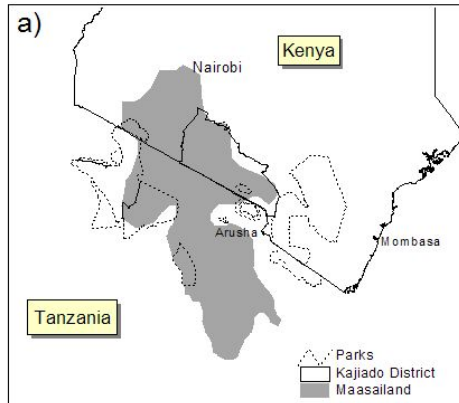 a)
Kenya
Nairobi
Arusha
Mombasa
Tanzania
Parks
Kajiado District
Maasailand